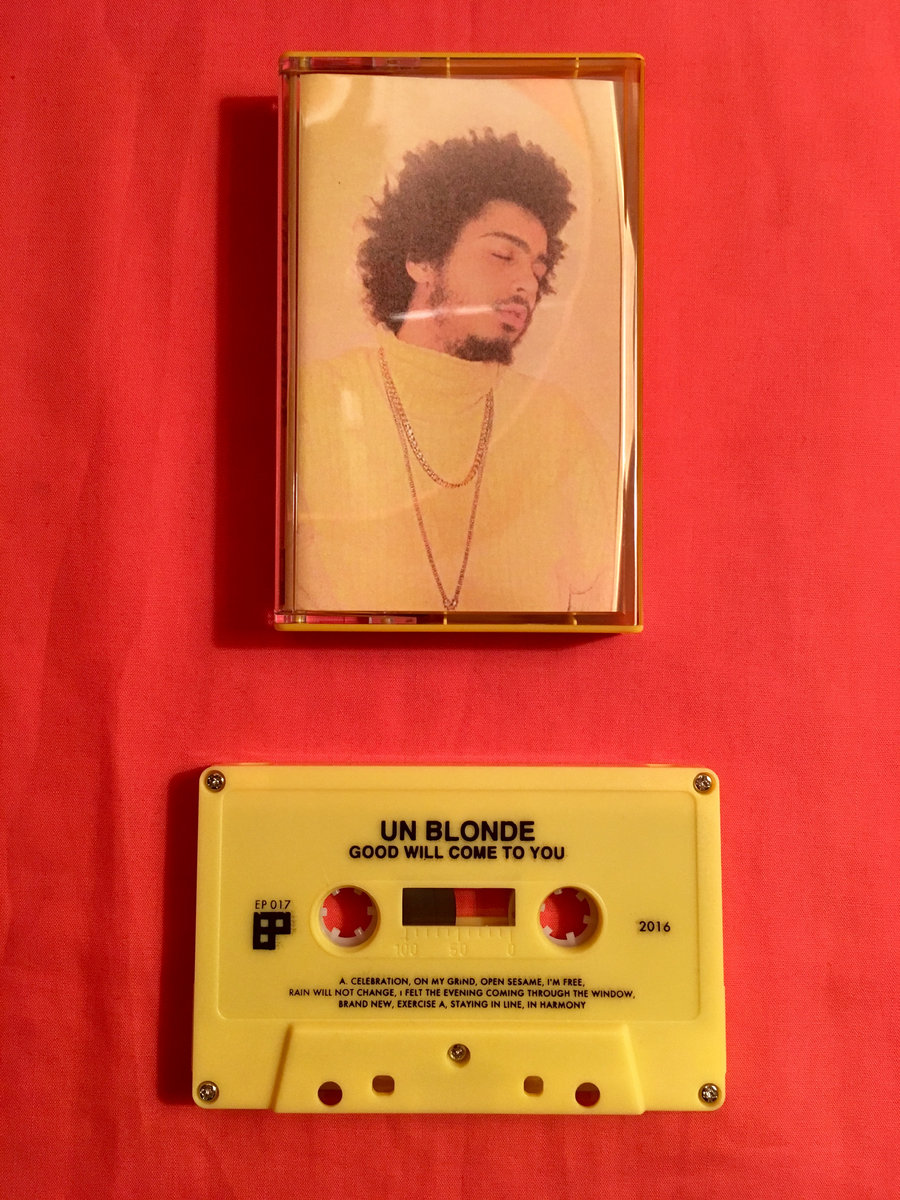 UN BLONDE
GOOD WILL COME TO YOU
EP 017
EP
2016
100 50 0
A. CELEBRATION, ON MY GRIND, OPEN SESAME, I'M FREE,
RAIN WILL NOT CHANGE, I FELT THE EVENING COMING THROUGH THE WINDOW,
BRAND NEW, EXERCISE A, STAYING IN LINE, IN HARMONY